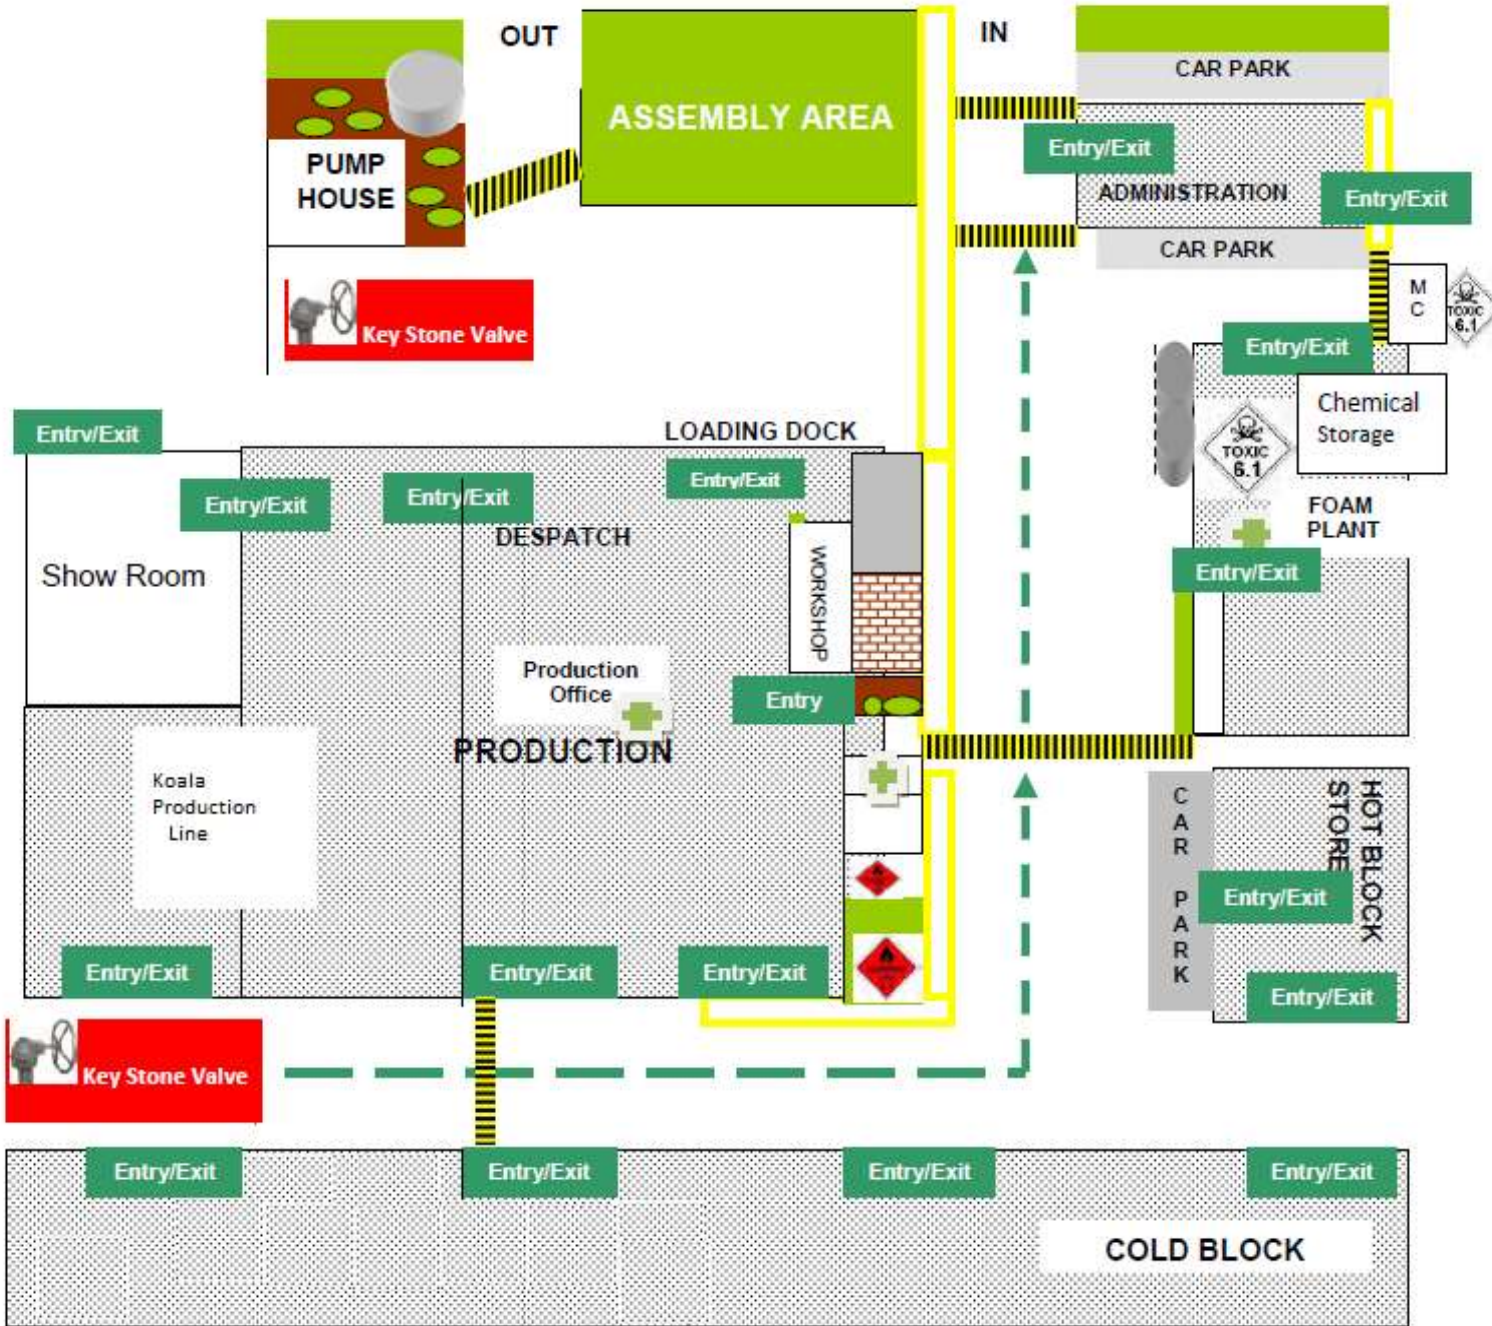 OUT
IN
CAR PARK
ASSEMBLY AREA
Entry/Exit
PUMP
HOUSE
ADMINISTRATION
Entry/Exit
CAR PARK
M
C
TOXIC
6.1
Key Stone Valve
Entry/Exit
Chemical
Storage
TOXIC
6.1
Entry/Exit
LOADING DOCK
Entry/Exit
Entry/Exit
Entry/Exit
DESPATCH
FOAM
PLANT
Show Room
WORKSHOP
Entry/Exit
Production
Office
Entry
PRODUCTION
Koala
Production
Line
CAR PARK
HOT BLOCK
STORE
Entry/Exit
Entry/Exit
Entry/Exit
Entry/Exit
Entry/Exit
Key Stone Valve
Entry/Exit
Entry/Exit
Entry/Exit
Entry/Exit
COLD BLOCK